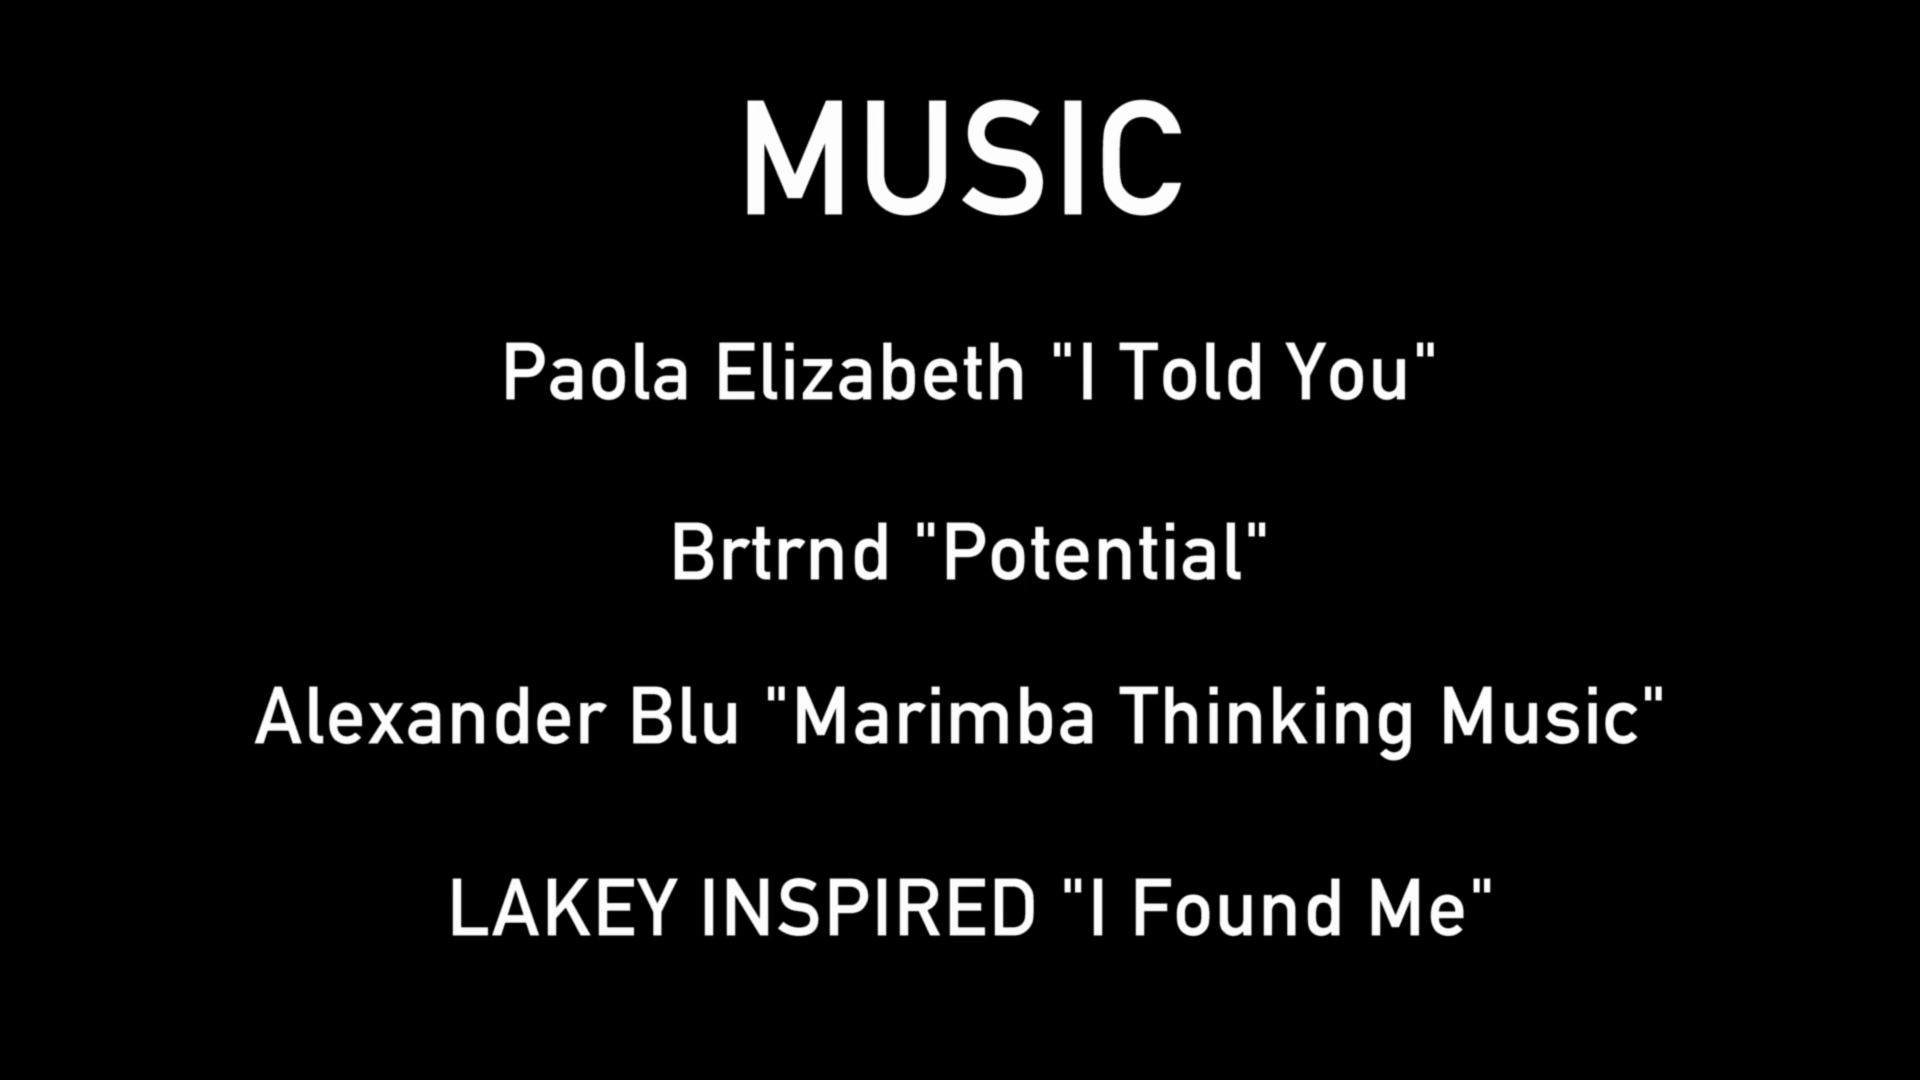 MUSIC
Paola Elizabeth "I Told You"
Brtrnd "Potential"
Alexander Blu "Marimba Thinking Music"
LAKEY INSPIRED "I Found Me"